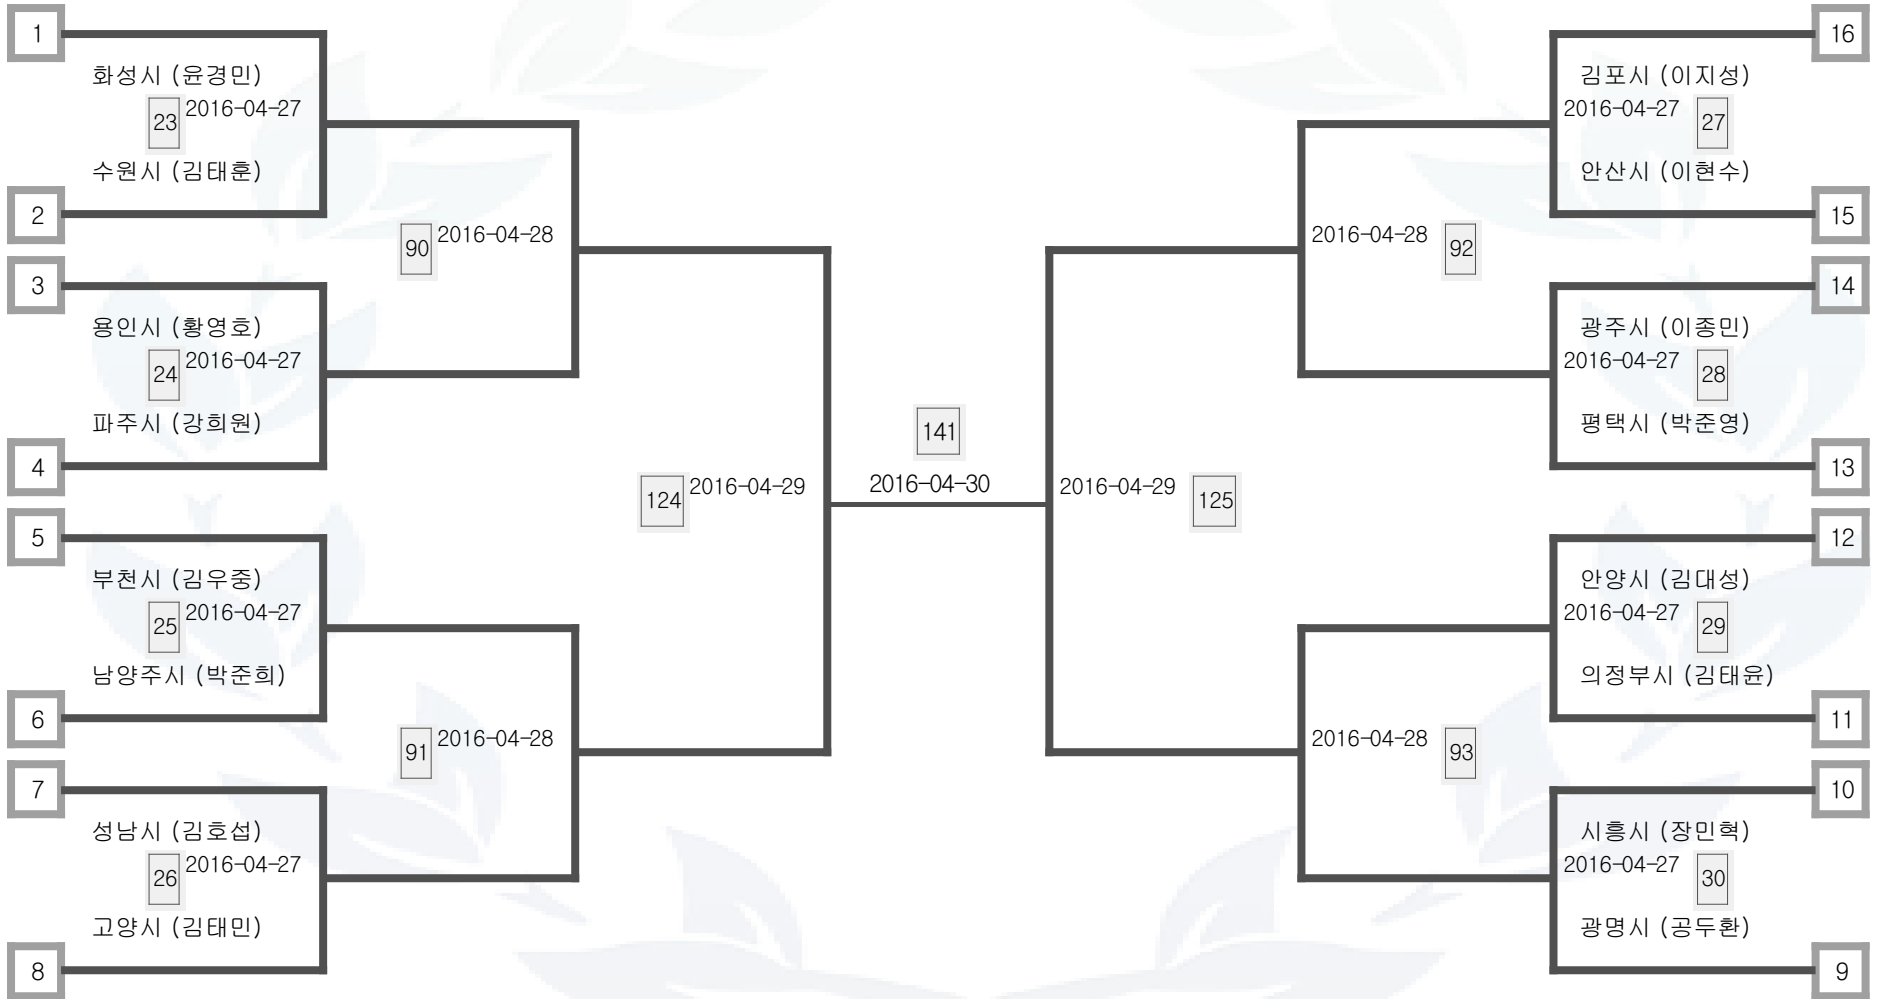 1
화성시 (윤경민)
23 2016-04-27
수원시 (김태훈)
2
90 2016-04-28
3
용인시 (황영호)
24 2016-04-27
파주시 (강희원)
4
124 2016-04-29
5
부천시 (김우중)
25 2016-04-27
남양주시 (박준희)
6
91 2016-04-28
7
성남시 (김호섭)
26 2016-04-27
고양시 (김태민)
8
141
2016-04-30
16
김포시 (이지성)
2016-04-27 27
안산시 (이현수)
15
2016-04-28 92
14
광주시 (이종민)
2016-04-27 28
평택시 (박준영)
13
2016-04-29 125
12
안양시 (김대성)
2016-04-27 29
의정부시 (김태윤)
11
2016-04-28 93
10
시흥시 (장민혁)
2016-04-27 30
광명시 (공두환)
9